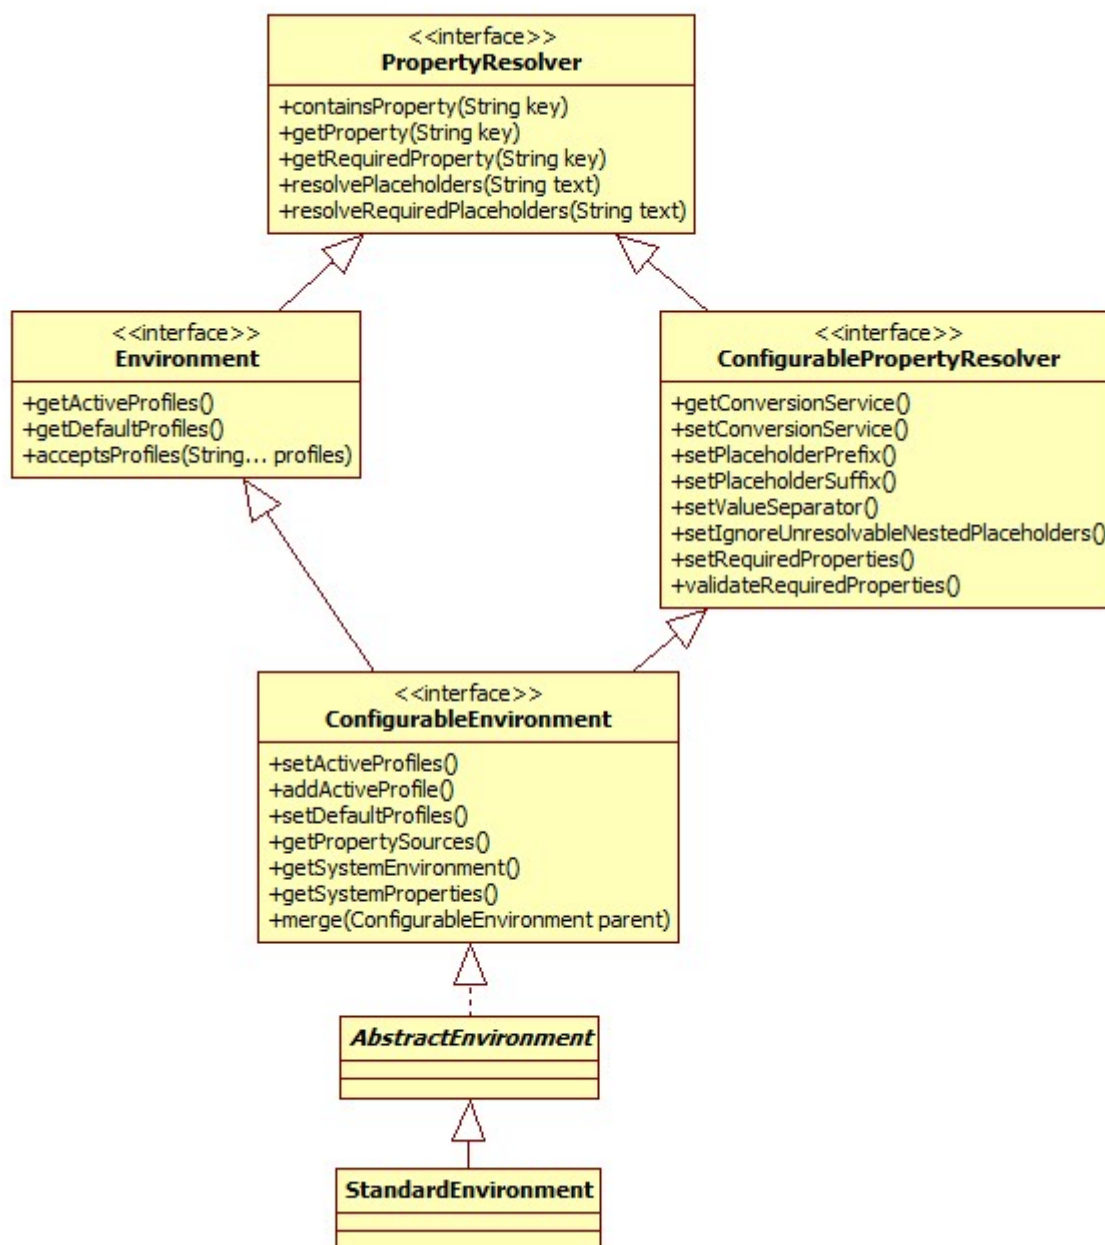 <<interface>>
PropertyResolver
+containsProperty(String key)
+getProperty(String key)
+getRequiredProperty(String key)
+resolvePlaceholders(String text)
+resolveRequiredPlaceholders(String text)
<<interface>>
Environment
+getActiveProfiles()
+getDefaultProfiles()
+acceptsProfiles(String... profiles)
<<interface>>
ConfigurablePropertyResolver
+getConversionService()
+setConversionService()
+setPlaceholderPrefix()
+setPlaceholderSuffix()
+setValueSeparator()
+setIgnoreUnresolvableNestedPlaceholders()
+setRequiredProperties()
+validateRequiredProperties()
<<interface>>
ConfigurableEnvironment
+setActiveProfiles()
+addActiveProfile()
+setDefaultProfiles()
+getPropertySources()
+getSystemEnvironment()
+getSystemProperties()
+merge(ConfigurableEnvironment parent)
AbstractEnvironment
StandardEnvironment